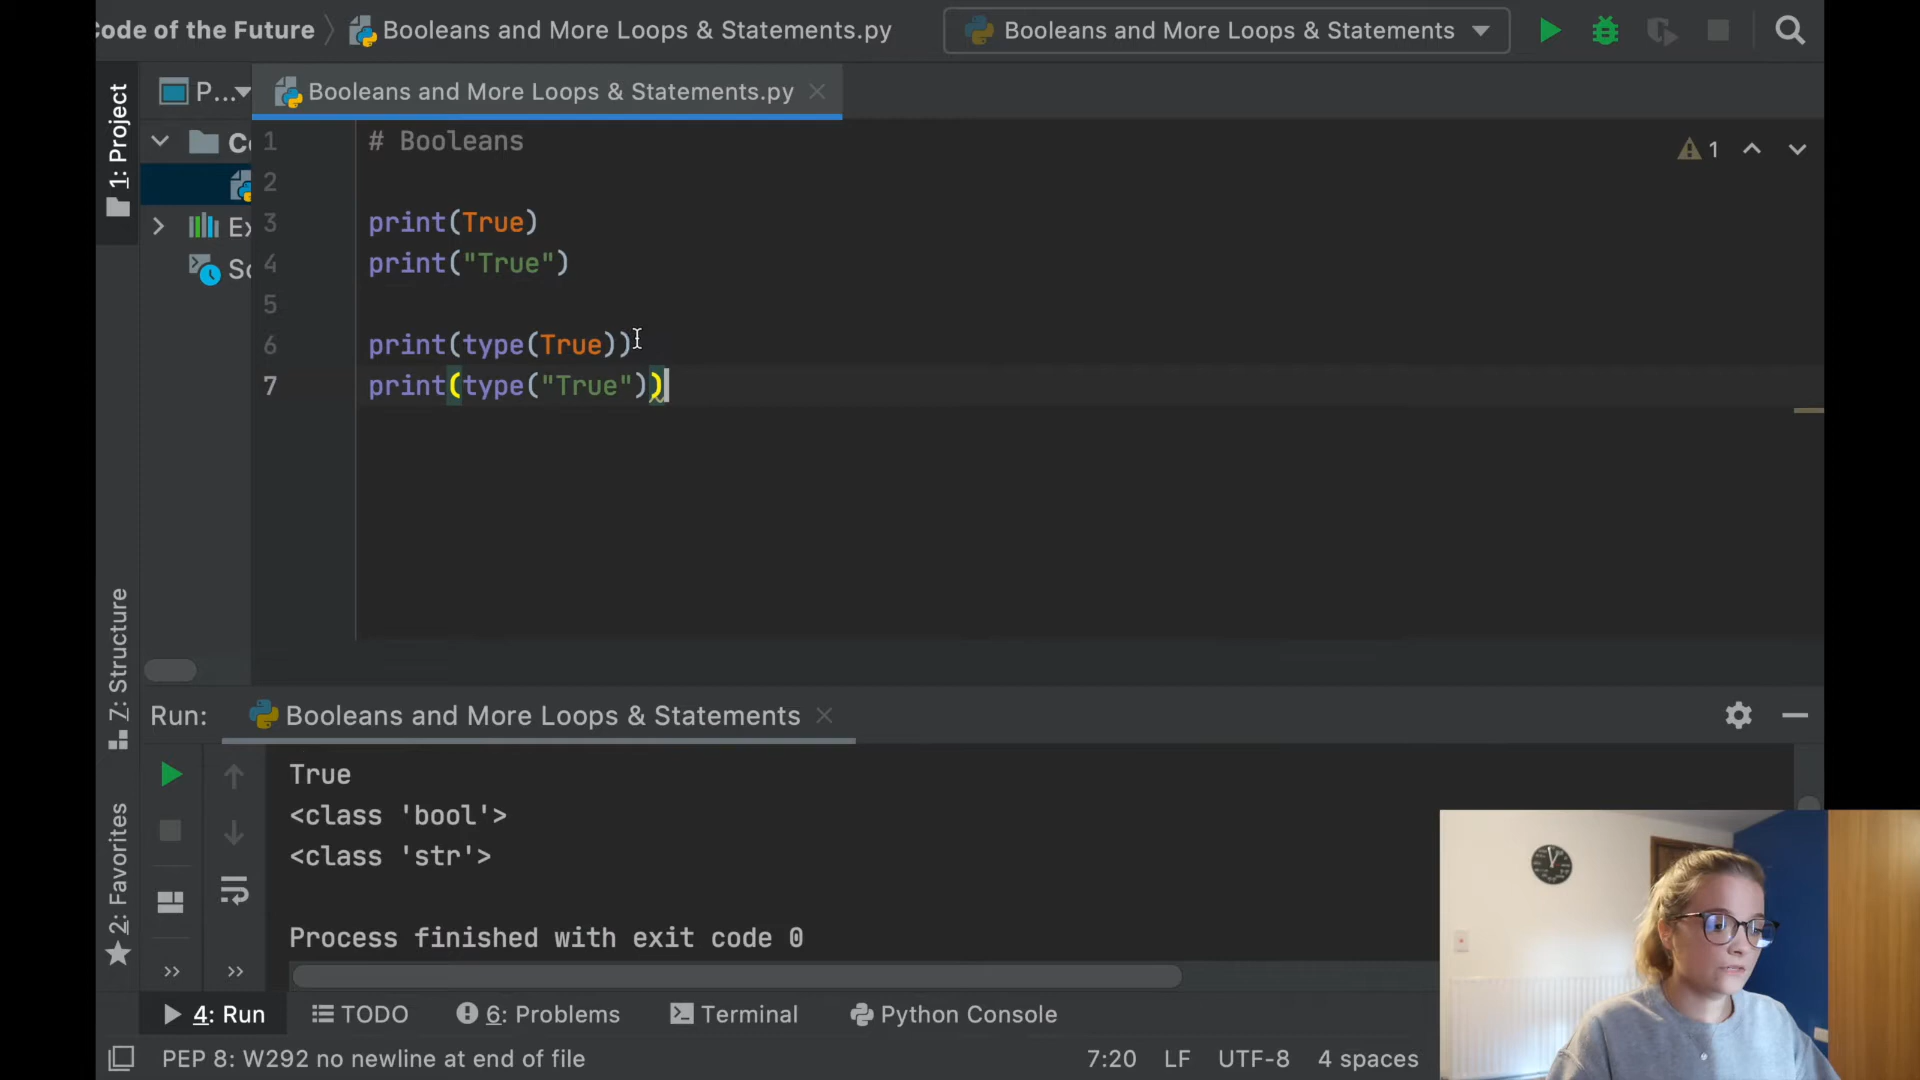 Code of the Future
Booleans and More Loops & Statements.py
Booleans and More Loops & Statements
1: Project
P...
Booleans and More Loops & Statements.py
Co
Ex
Sc
1 # Booleans
2
3 print(True)
4 print("True")
5
6 print(type(True))
7 print(type("True"))
1
Z: Structure
2: Favorites
Run: Booleans and More Loops & Statements
True
<class 'bool'>
<class 'str'>
Process finished with exit code 0
4: Run
TODO
6: Problems
Terminal
Python Console
PEP 8: W292 no newline at end of file
7:20
LF
UTF-8
4 spaces